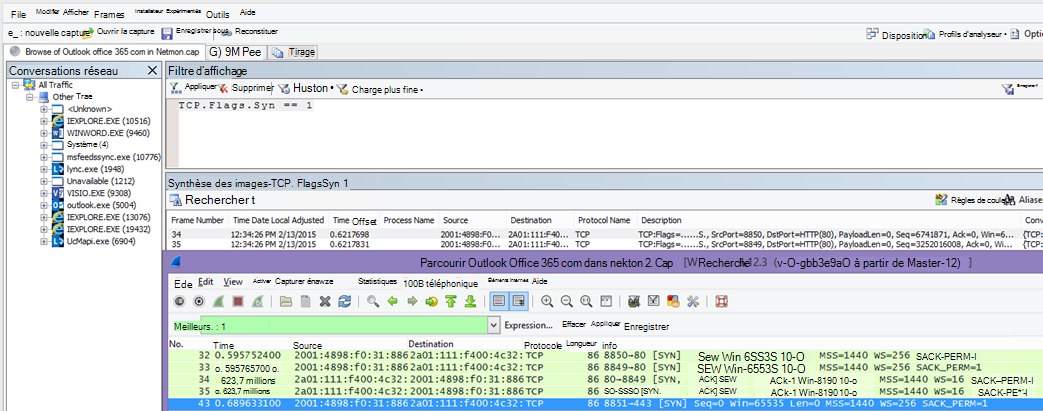 File Modifier Afficher Frames Installateur Expérimentés Outils Aide
e_ : nouvelle capture Ouvrir la capture Enregistrer sous Reconstituer Disposition Profils d'analyseur • Optio
Browse of Outlook office 365 com in Netmon.cap G) 9M Pee Tirage
Conversations réseau
All Traffic
Other Trae
<Unknown>
IEXPLORE.EXE (10516)
WINWORD.EXE (9460)
Système (4)
msfeedssync.exe (10776)
lync.exe (1948)
Unavailable (1212)
VISIO.EXE (9308)
outlook.exe (5004)
IEXPLORE.EXE (13076)
IEXPLORE.EXE (19432)
UcMapi.exe (6904)
Filtre d'affichage
Appliquer Supprimer Huston • Charge plus fine •
TCP.Flags.Syn == 1
Synthèse des images-TCP. FlagsSyn 1
Rechercher t Règles de coule Aliase
Frame Number Time Date Local Adjusted Time Offset Process Name Source Destination Protocol Name Description Conv
34 12:34:26 PM 2/13/2015 0.6217698 2001:4898:F0... 2A01:111:F40... TCP TCP:Flags=......S., SrcPort=8850, DstPort=HTTP(80), PayloadLen=0, Seq=6741871, Ack=0, Win=6... {TCP:
35 12:34:26 PM 2/13/2015 0.6217831 2001:4898:F0... 2A01:111:F40... TCP TCP:Flags=......S., SrcPort=8849, DstPort=HTTP(80), PayloadLen=0, Seq=3252016008, Ack=0, Win... {TCP:
Parcourir Outlook Office 365 com dans nekton 2. Cap [W Recherche 12.3 (v-O-gbb3e9aO à partir de Master-12) ]
Ede Edit View Activer Capturer énawze Statistiques 100B téléphonique internes Aide
Meilleurs. : 1 Expression... Effacer Appliquer Enregistrer
No. Time Source Destination Protocole Longueur info
32 0. 595752400 2001:4898:f0:31:886 2a01:111:f400:4c32: TCP 86 8850-80 [SYN] Sew Win 6SS3S 10-O MSS=1440 WS=256 SACK-PERM-I
33 o. 595765700 o. 2001:4898:f0:31:886 2a01:111:f400:4c32: TCP 86 8849-80 [SYN] SEW Win-6553S 10-O MSS=1440 WS=256 SACK_PERM=1
34 623,7 millions 2a01:111:f400:4c32: 2001:4898:f0:31:886 TCP 86 80-8849 [SYN, ACK] SEW ACk-1 Win-8190 10-o MSS=1440 WS=16 SACK-PERM-I
35 o. 623,7 millions 2a01:111:f400:4c32: 2001:4898:f0:31:886 TCP 86 SO-SSSO [SYN, ACK] SEW Ack-1 Win-8190 10-o MSS=1440 WS=16
43 0.689633100 2001:4898:f0:31:886 2a01:111:f400:4c32: TCP 86 8851-443 [SYN] Seq=0 Win=65535 Len=0 MSS=1440 WS=256 SACK_PERM=1